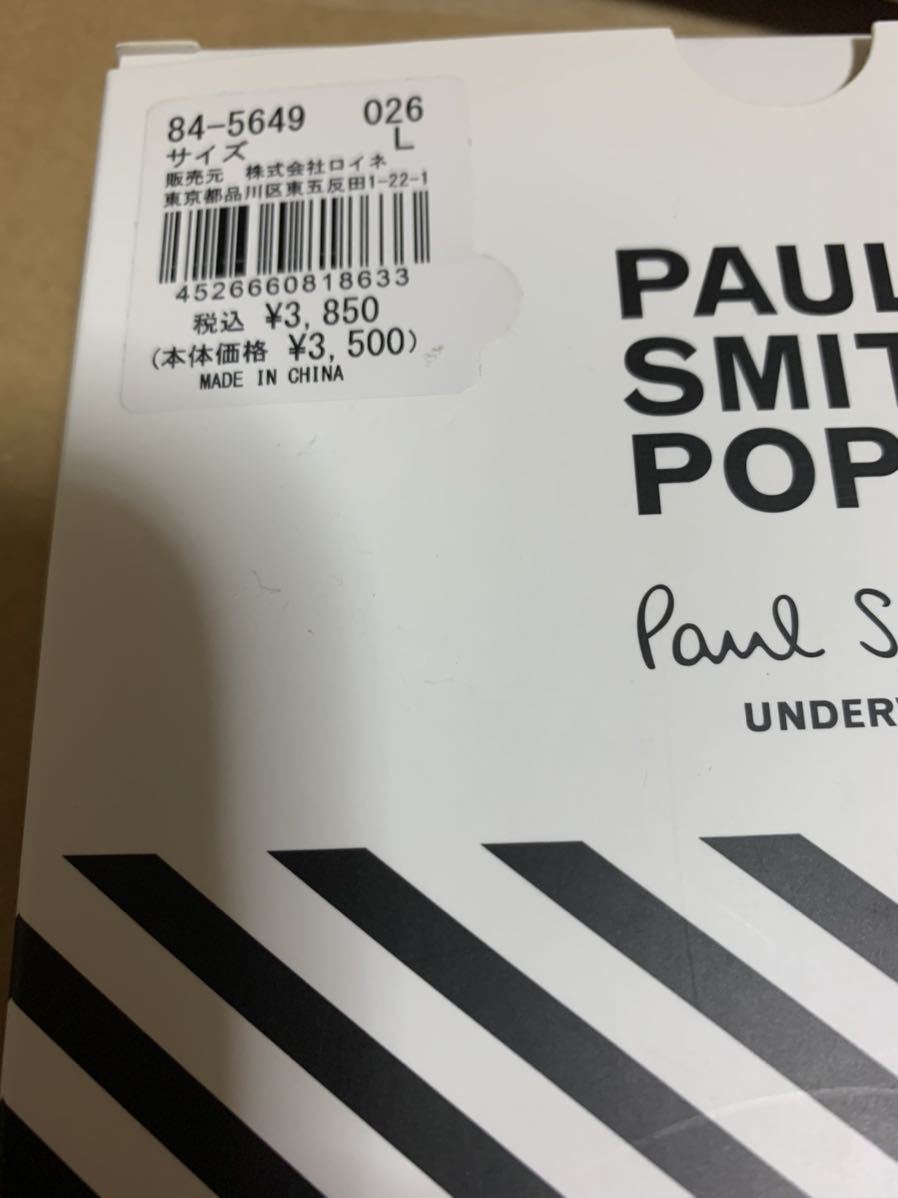 84-5649 026
サイズ L
販売元 株式会社ロイネ
東京都品川区東五反田1-22-1
4526660818633
税込 ¥3,850
(本体価格 ¥3,500)
MADE IN CHINA
PAUL
SMIT
POP
Paul S
UNDER